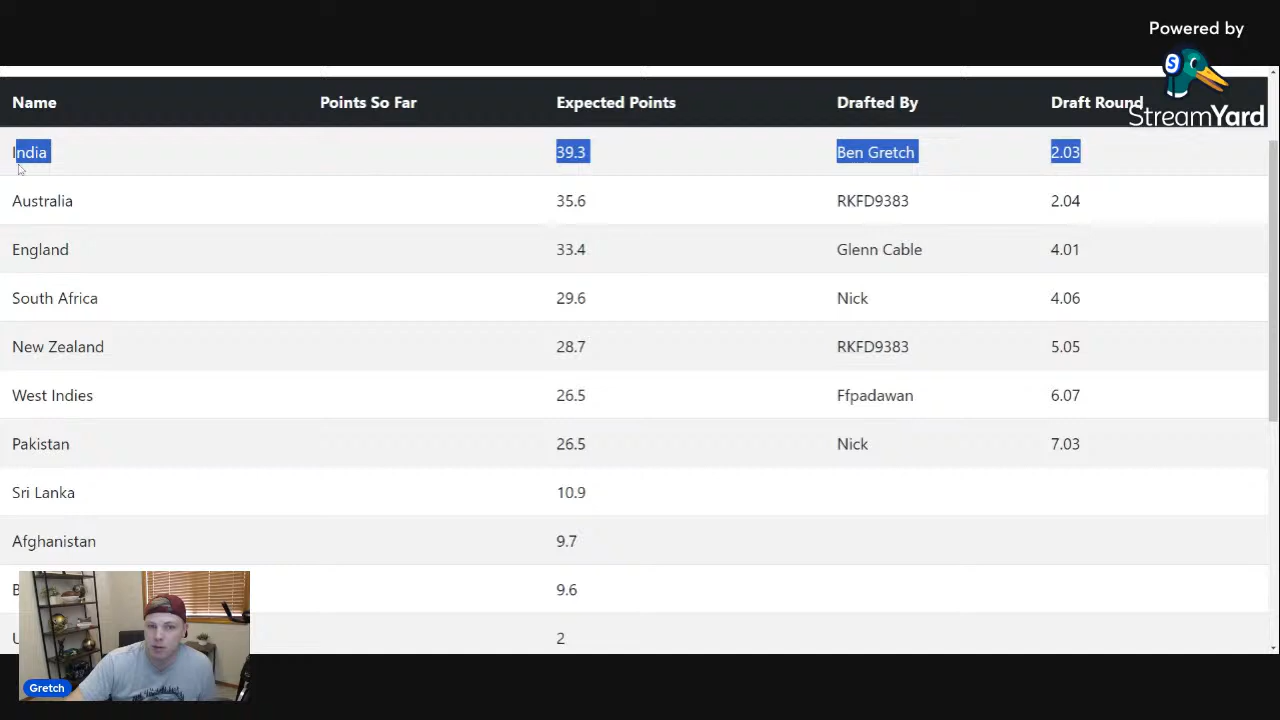 Powered by
S
StreamYard
Name Points So Far Expected Points Drafted By Draft Round
India 39.3 Ben Gretch 2.03
Australia 35.6 RKFD9383 2.04
England 33.4 Glenn Cable 4.01
South Africa 29.6 Nick 4.06
New Zealand 28.7 RKFD9383 5.05
West Indies 26.5 Ffpadawan 6.07
Pakistan 26.5 Nick 7.03
Sri Lanka 10.9
Afghanistan 9.7
9.6
2
Gretch